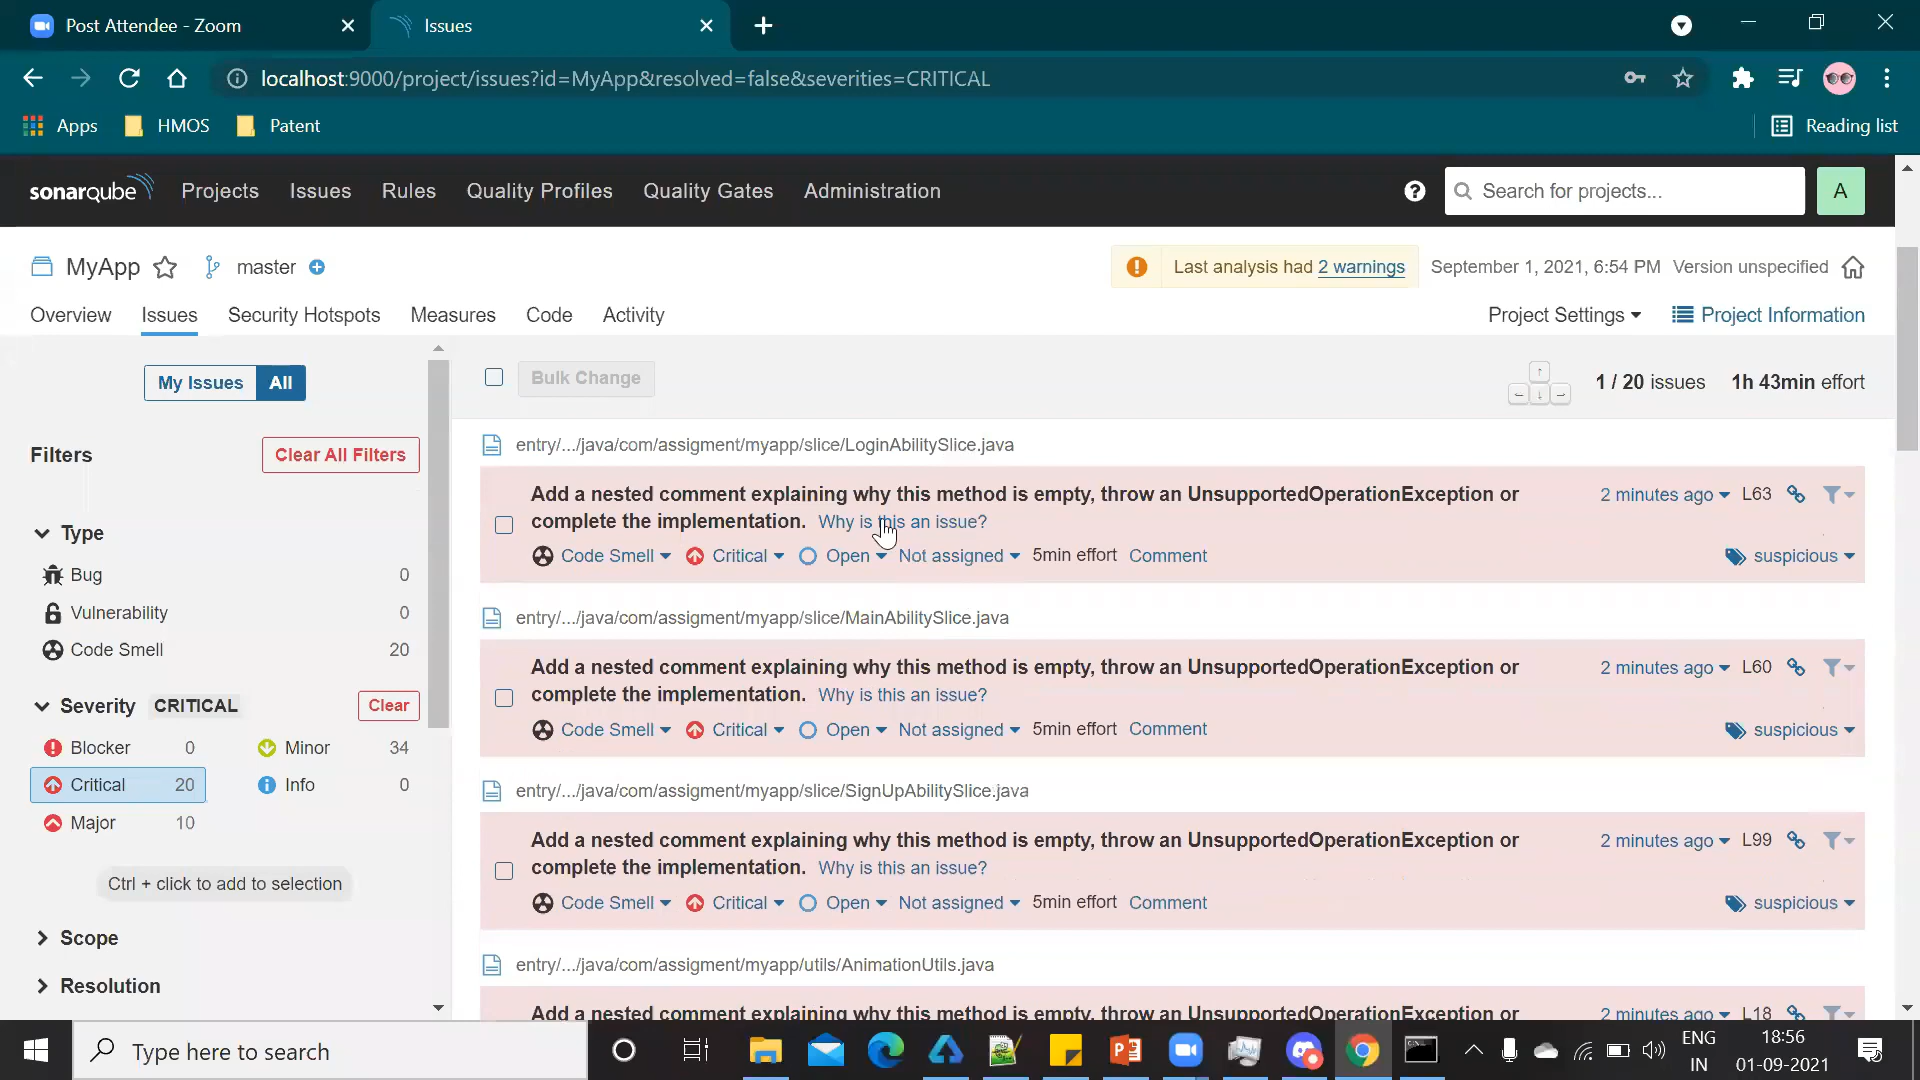 Post Attendee - Zoom
Issues
localhost:9000/project/issues?id=MyApp&resolved=false&severities=CRITICAL
Apps HMOS Patent Reading list
sonarqube Projects Issues Rules Quality Profiles Quality Gates Administration Search for projects... A
MyApp master Last analysis had 2 warnings September 1, 2021, 6:54 PM Version unspecified
Overview Issues Security Hotspots Measures Code Activity Project Settings Project Information
My Issues All
Bulk Change 1 / 20 issues 1h 43min effort
Filters Clear All Filters
Type
Bug 0
Vulnerability 0
Code Smell 20
Severity CRITICAL Clear
Blocker 0 Minor 34
Critical 20 Info 0
Major 10
Ctrl + click to add to selection
Scope
Resolution
entry/.../java/com/assigment/myapp/slice/LoginAbilitySlice.java
Add a nested comment explaining why this method is empty, throw an UnsupportedOperationException or 2 minutes ago L63
complete the implementation. Why is this an issue?
Code Smell Critical Open Not assigned 5min effort Comment suspicious
entry/.../java/com/assigment/myapp/slice/MainAbilitySlice.java
Add a nested comment explaining why this method is empty, throw an UnsupportedOperationException or 2 minutes ago L60
complete the implementation. Why is this an issue?
Code Smell Critical Open Not assigned 5min effort Comment suspicious
entry/.../java/com/assigment/myapp/slice/SignUpAbilitySlice.java
Add a nested comment explaining why this method is empty, throw an UnsupportedOperationException or 2 minutes ago L99
complete the implementation. Why is this an issue?
Code Smell Critical Open Not assigned 5min effort Comment suspicious
entry/.../java/com/assigment/myapp/utils/AnimationUtils.java
Add a nested comment explaining why this method is empty, throw an UnsupportedOperationException or 2 minutes ago L18
Type here to search
ENG 18:56
IN 01-09-2021